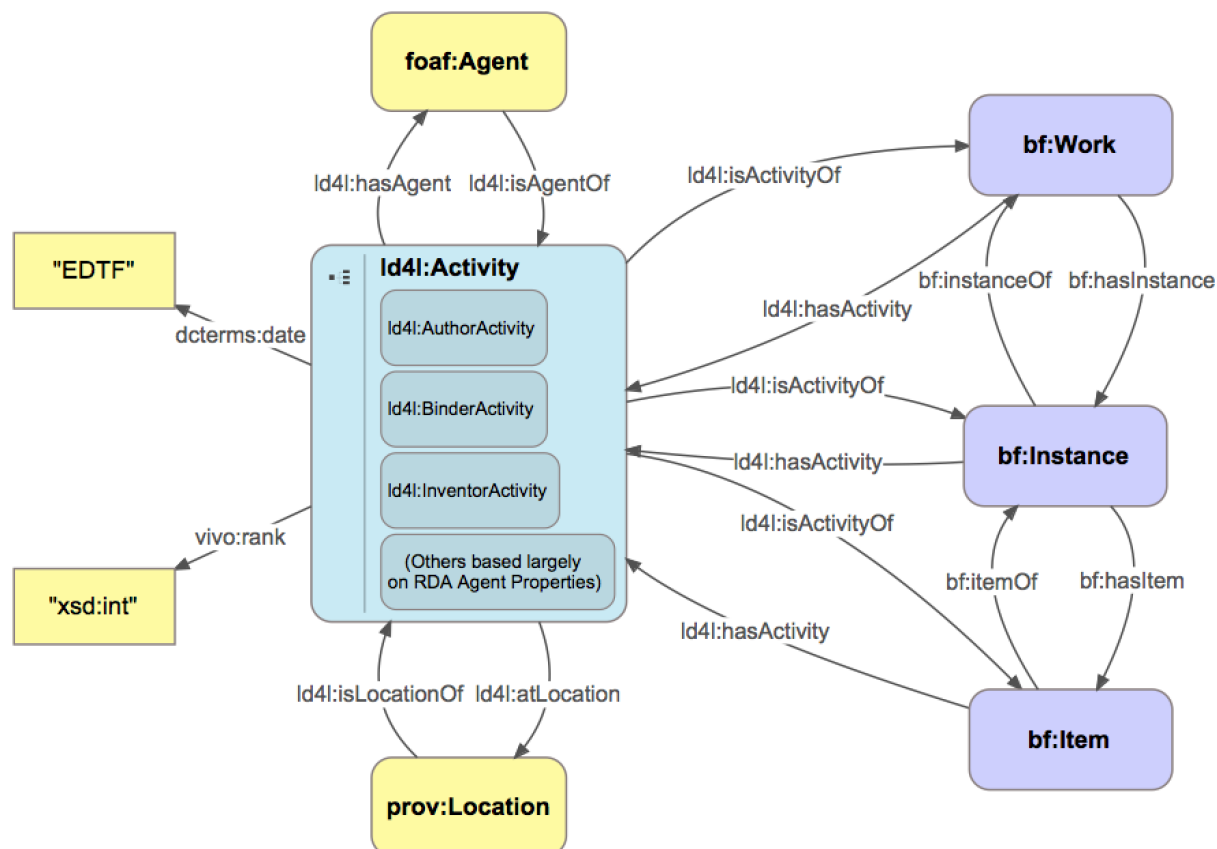 foaf:Agent
bf:Work
ld4l:isActivityOf
ld4l:hasAgent
ld4l:isAgentOf
"EDTF"
ld4l:Activity
bf:instanceOf
bf:hasInstance
ld4l:hasActivity
ld4l:AuthorActivity
dcterms:date
ld4l:isActivityOf
ld4l:BinderActivity
bf:Instance
ld4l:hasActivity
ld4l:InventorActivity
ld4l:isActivityOf
vivo:rank
(Others based largely
on RDA Agent Properties)
bf:itemOf
bf:hasItem
"xsd:int"
ld4l:hasActivity
ld4l:isLocationOf
ld4l:atLocation
bf:Item
prov:Location